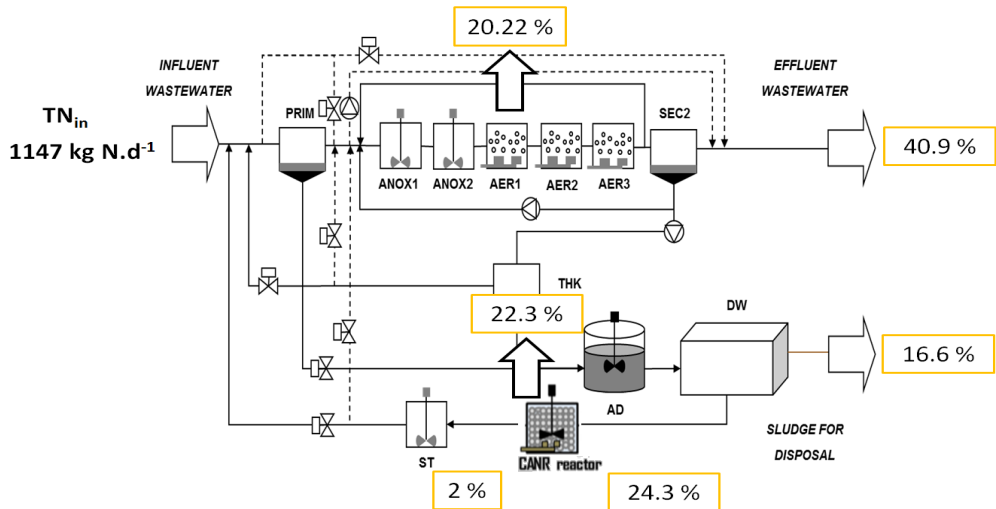 20.22 %
INFLUENT
WASTEWATER
EFFLUENT
WASTEWATER
TNin
1147 kg N.d-1
PRIM
SEC2
40.9 %
ANOX1
ANOX2
AER1
AER2
AER3
THK
DW
22.3 %
16.6 %
AD
SLUDGE FOR
DISPOSAL
ST
CANR reactor
2 %
24.3 %